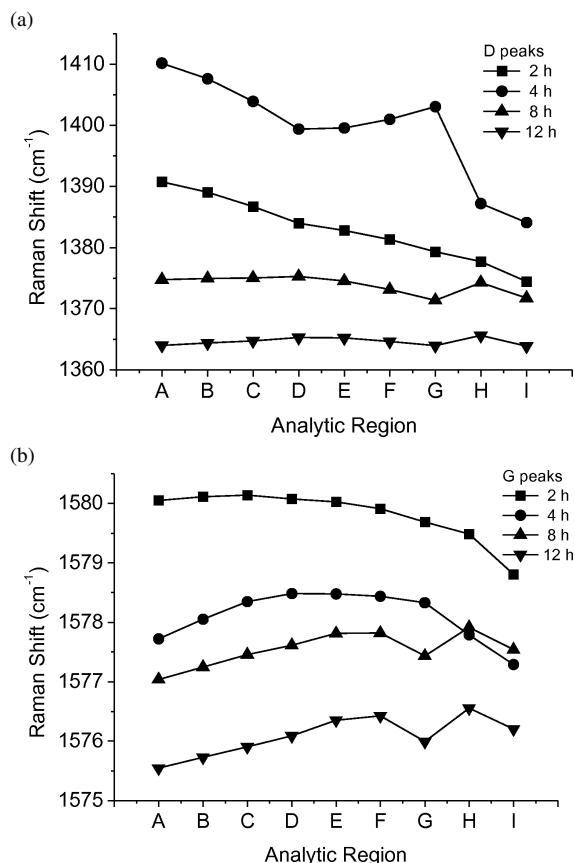 (a)
D peaks
2 h
4 h
8 h
12 h
1410
1400
1390
1380
1370
1360
Raman Shift (cm⁻¹)
A B C D E F G H I
Analytic Region
(b)
G peaks
2 h
4 h
8 h
12 h
1580
1579
1578
1577
1576
1575
Raman Shift (cm⁻¹)
A B C D E F G H I
Analytic Region